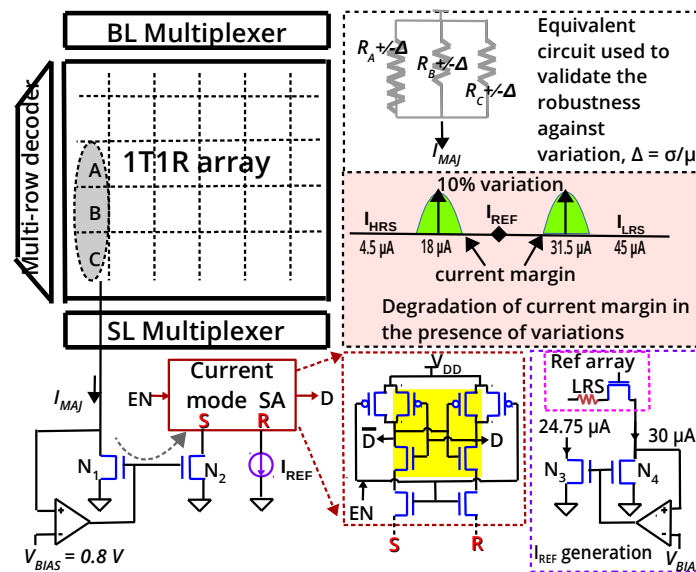 BL Multiplexer
Multi-row decoder
1T1R array
A
B
C
SL Multiplexer
R_A+/-Δ
R_B+/-Δ
R_C+/-Δ
I_MAJ
Equivalent
circuit used to
validate the
robustness
against
variation, Δ = σ/μ
10% variation
I_HRS
I_REF
I_LRS
4.5 µA
18 µA
31.5 µA
45 µA
current margin
Degradation of current margin in
the presence of variations
I_MAJ
EN
Current
mode SA
D
S
R
N_1
N_2
I_REF
+
-
V_BIAS = 0.8 V
V_DD
D̅
D
EN
S
R
Ref array
LRS
24.75 µA
30 µA
N_3
N_4
+
-
I_REF generation
V_BIA